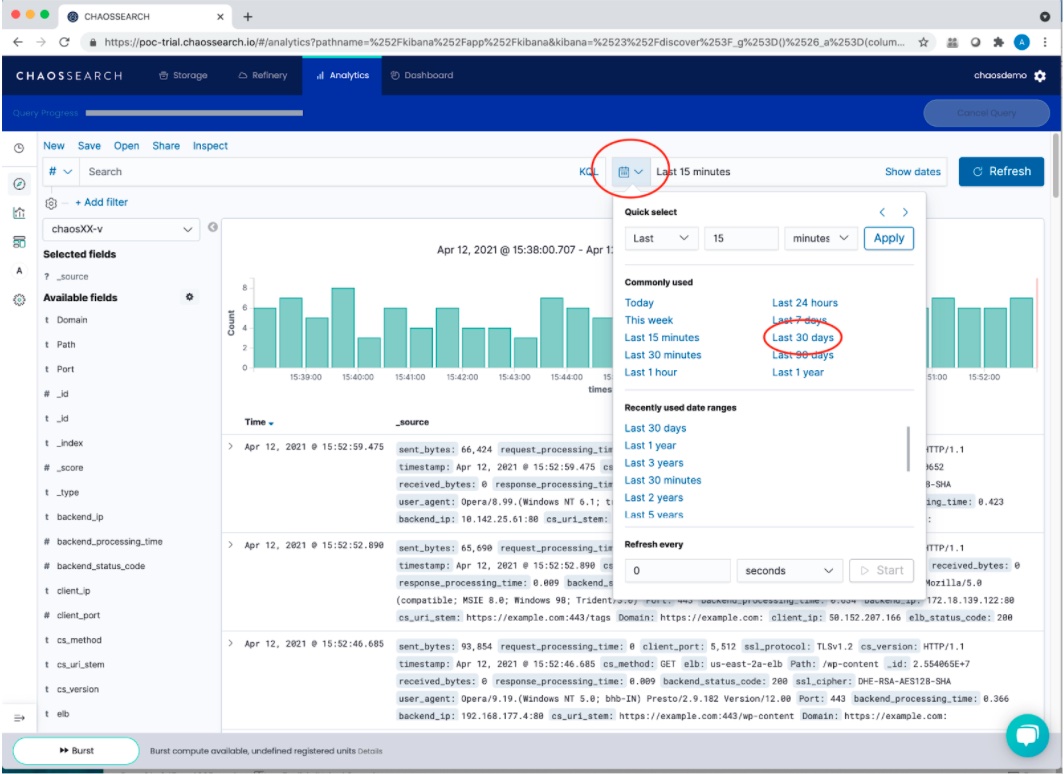 CHAOSSEARCH
https://poc-trial.chaossearch.io/#/analytics?pathname=%252Fkibana%252Fapp%252Fkibana&kibana=%2523%252Fdiscover%253F_g%253D()%2526_a%253D(colum...
A
CHAOSSEARCH Storage Refinery Analytics Dashboard chaosdemo
Query Progress Cancel Query
New Save Open Share Inspect
# Search KQL Last 15 minutes Show dates Refresh
+ Add filter
chaosXX-v
Selected fields
? _source
Available fields
t Domain
t Path
t Port
# _id
t _id
t _index
# _score
t _type
t backend_ip
# backend_processing_time
# backend_status_code
t client_ip
# client_port
t cs_method
t cs_uri_stem
t cs_version
t elb
A
Apr 12, 2021 @ 15:38:00.707 - Apr 1
Count
8
6
4
2
0
15:39:00 15:40:00 15:41:00 15:42:00 15:43:00 15:44:00 15 51:00 15:52:00
times
Quick select
Last 15 minutes Apply
Commonly used
Today Last 24 hours
This week Last 7 days
Last 15 minutes Last 30 days
Last 30 minutes Last 90 days
Last 1 hour Last 1 year
Recently used date ranges
Last 30 days
Last 1 year
Last 3 years
Last 30 minutes
Last 2 years
Last 5 years
Refresh every
0 seconds Start
Time _source
Apr 12, 2021 @ 15:52:59.475 sent_bytes: 66,424 request_processing_tim HTTP/1.1
timestamp: Apr 12, 2021 @ 15:52:59.475 cs 0652
received_bytes: 0 response_processing_tim 8-SHA
user_agent: Opera/8.99.(Windows NT 6.1; t ing_time: 0.423
backend_ip: 10.142.25.61:80 cs_uri_stem: :
Apr 12, 2021 @ 15:52:52.890 sent_bytes: 65,690 request_processing_tim HTTP/1.1
timestamp: Apr 12, 2021 @ 15:52:52.890 cs received_bytes: 0
response_processing_time: 0.009 backend_s Mozilla/5.0
(compatible; MSIE 8.0; Windows 98; Trident/5.0) Port: 443 backend_processing_time: 0.634 backend_ip: 172.18.139.122:80
cs_uri_stem: https://example.com:443/tags Domain: https://example.com: client_ip: 50.152.207.166 elb_status_code: 200
Apr 12, 2021 @ 15:52:46.685 sent_bytes: 93,854 request_processing_time: 0 client_port: 5,512 ssl_protocol: TLSv1.2 cs_version: HTTP/1.1
timestamp: Apr 12, 2021 @ 15:52:46.685 cs_method: GET elb: us-east-2a-elb Path: /wp-content _id: 2.554065E+7
received_bytes: 0 response_processing_time: 0.009 backend_status_code: 200 ssl_cipher: DHE-RSA-AES128-SHA
user_agent: Opera/9.19.(Windows NT 5.0; bhb-IN) Presto/2.9.182 Version/12.00 Port: 443 backend_processing_time: 0.366
backend_ip: 192.168.177.4:80 cs_uri_stem: https://example.com:443/wp-content Domain: https://example.com:
Burst Burst compute available, undefined registered units Details